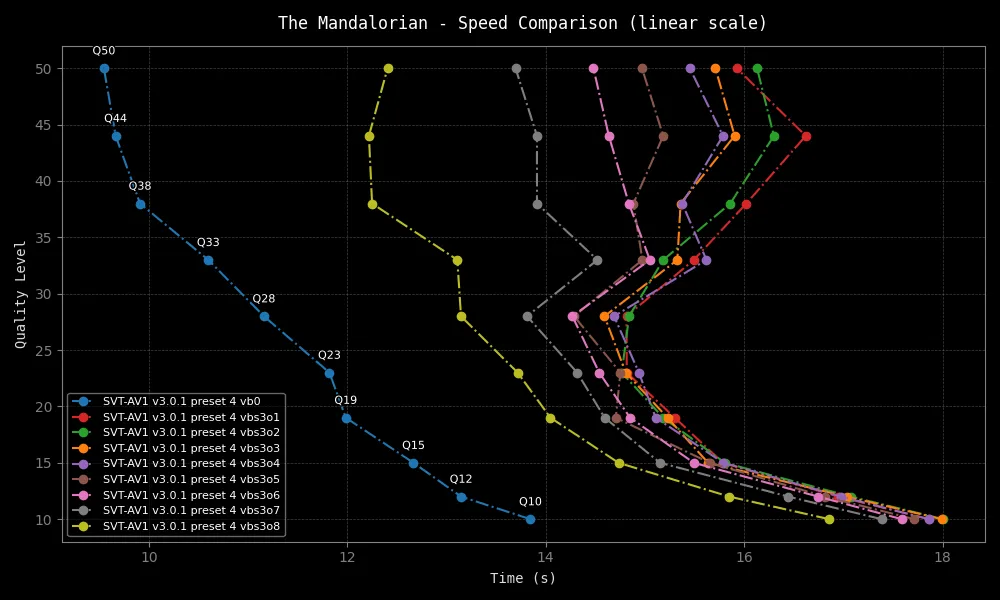 The Mandalorian - Speed Comparison (linear scale)
Q50
Q44
Q38
Q33
Q28
Q23
Q19
Q15
Q12
Q10
50
45
40
35
30
25
20
15
10
Quality Level
SVT-AV1 v3.0.1 preset 4 vb0
SVT-AV1 v3.0.1 preset 4 vbs3o1
SVT-AV1 v3.0.1 preset 4 vbs3o2
SVT-AV1 v3.0.1 preset 4 vbs3o3
SVT-AV1 v3.0.1 preset 4 vbs3o4
SVT-AV1 v3.0.1 preset 4 vbs3o5
SVT-AV1 v3.0.1 preset 4 vbs3o6
SVT-AV1 v3.0.1 preset 4 vbs3o7
SVT-AV1 v3.0.1 preset 4 vbs3o8
10 12 14 16 18
Time (s)